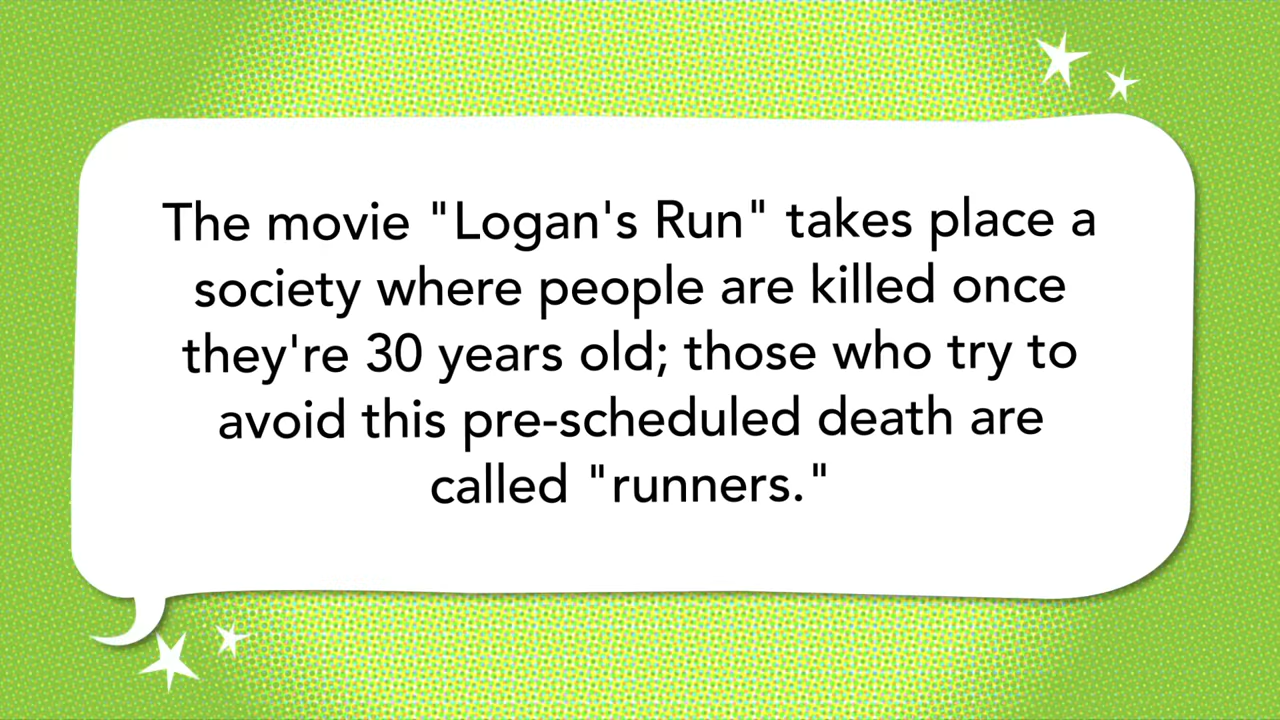 The movie "Logan's Run" takes place a
society where people are killed once
they're 30 years old; those who try to
avoid this pre-scheduled death are
called "runners."